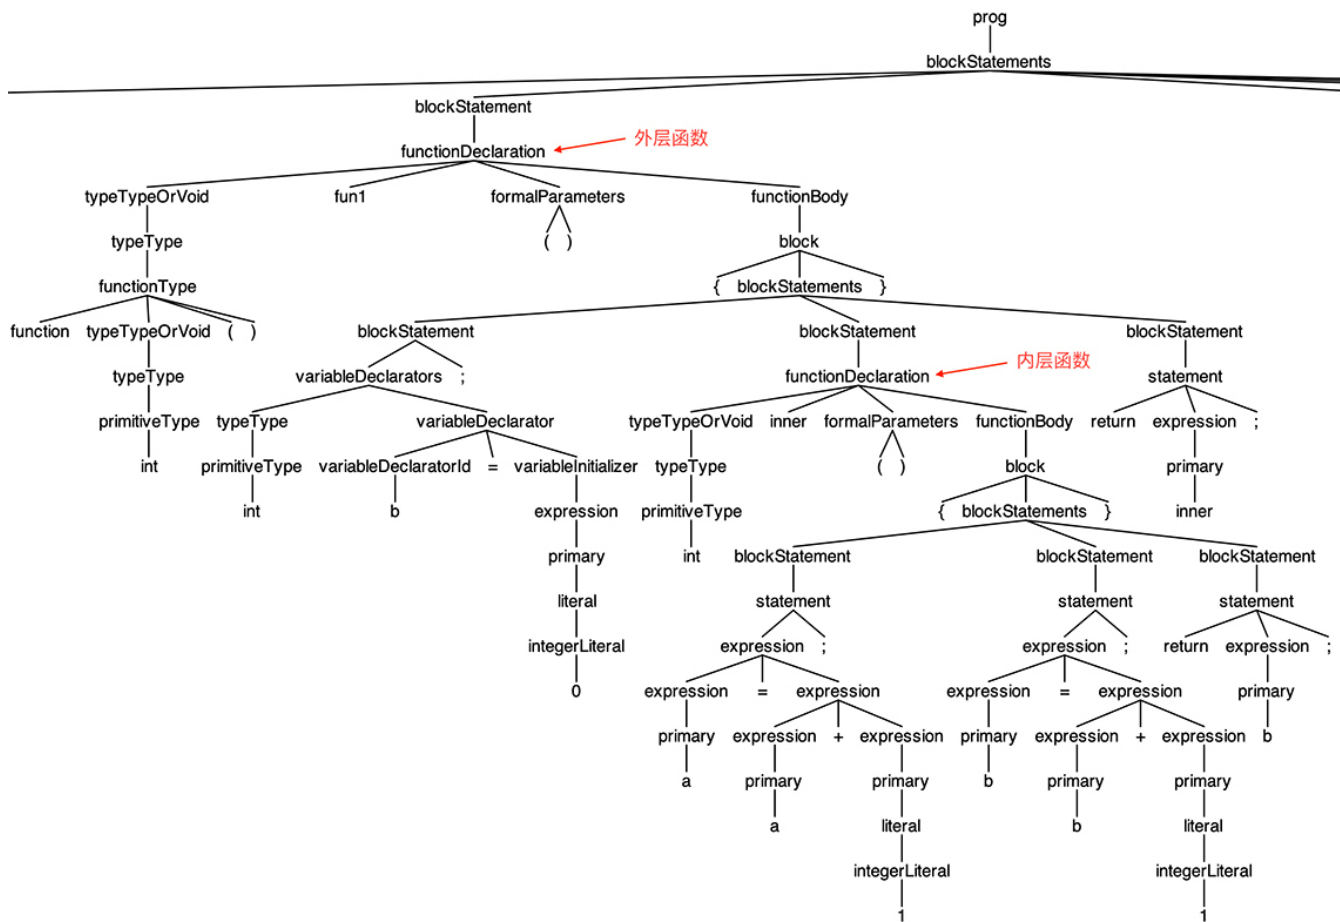 prog
blockStatements
blockStatement
外层函数
functionDeclaration
typeTypeOrVoid fun1 formalParameters functionBody
typeType ( ) block
functionType { blockStatements }
function typeTypeOrVoid ( ) blockStatement blockStatement blockStatement
内层函数
typeType variableDeclarators ; functionDeclaration statement
primitiveType typeType variableDeclarator typeTypeOrVoid inner formalParameters functionBody return expression ;
int primitiveType variableDeclaratorId = variableInitializer typeType ( ) block primary
int b expression primitiveType { blockStatements } inner
primary int blockStatement blockStatement blockStatement
literal statement statement statement
integerLiteral expression ; expression ; return expression ;
0 expression = expression expression = expression primary
primary expression + expression primary expression + expression b
a primary primary b primary primary
a literal b literal
integerLiteral integerLiteral
1 1